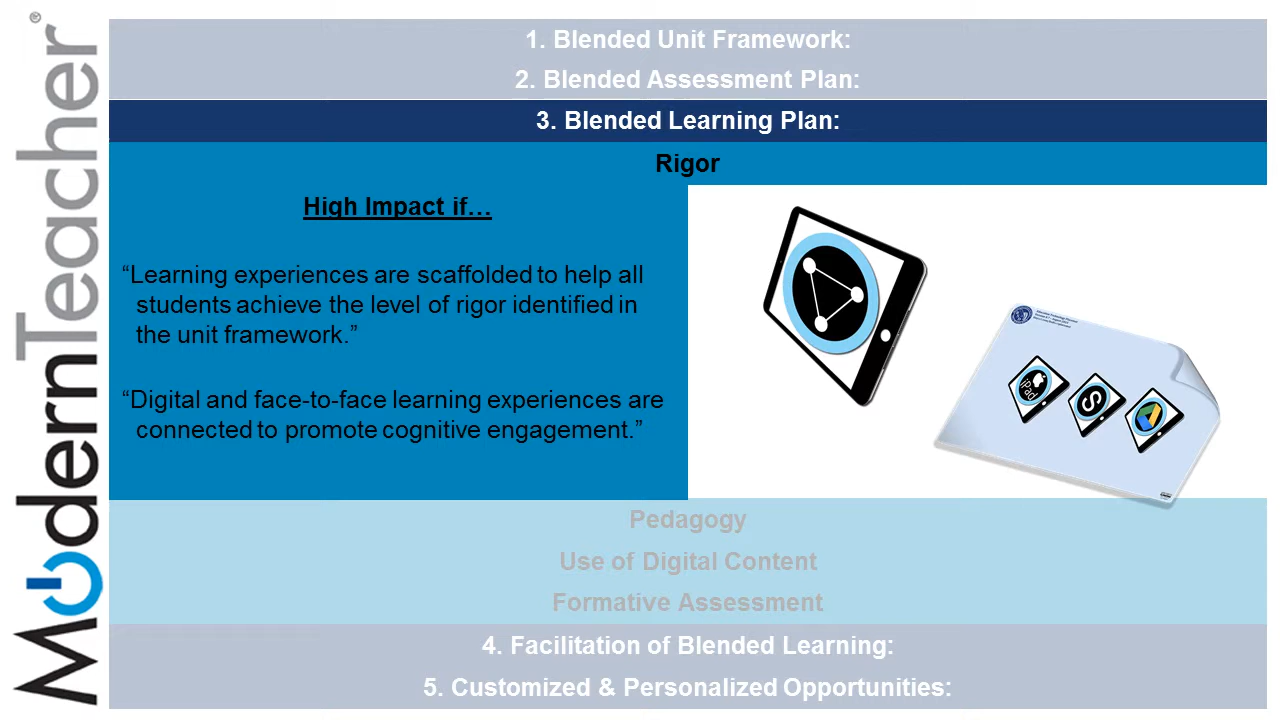 ModernTeacher®
1. Blended Unit Framework:
2. Blended Assessment Plan:
3. Blended Learning Plan:
Rigor
High Impact if…
“Learning experiences are scaffolded to help all
students achieve the level of rigor identified in
the unit framework.”
“Digital and face-to-face learning experiences are
connected to promote cognitive engagement.”
iPad
S
Pedagogy
Use of Digital Content
Formative Assessment
4. Facilitation of Blended Learning:
5. Customized & Personalized Opportunities: